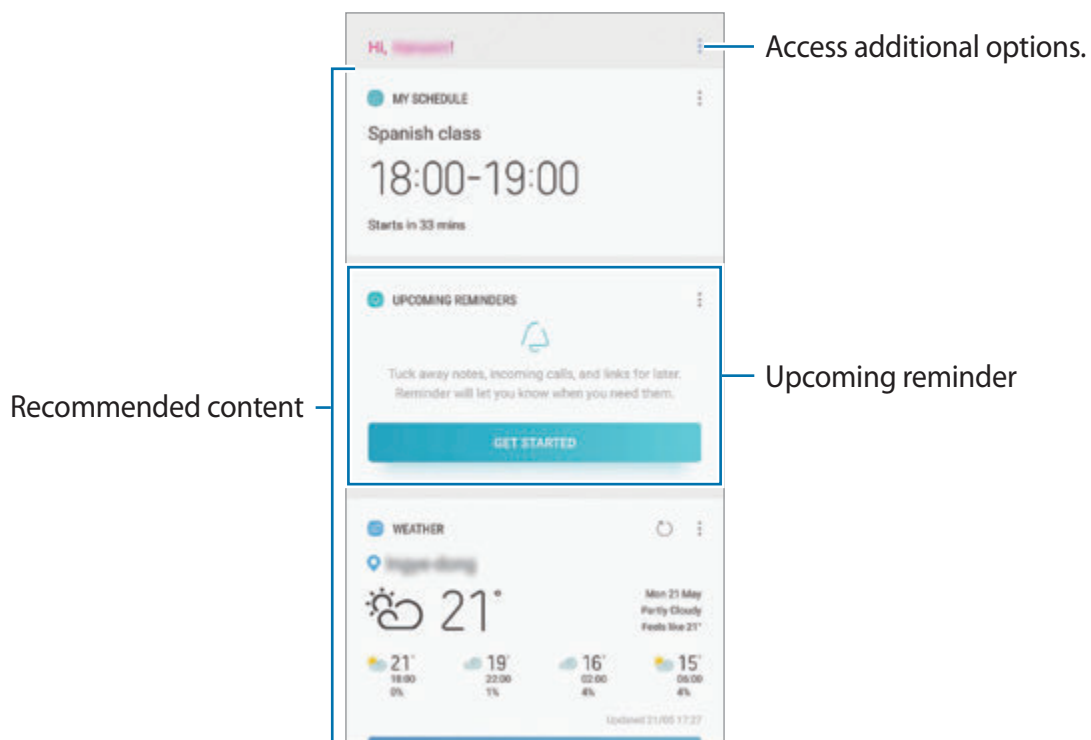 Hi, !
Access additional options.
MY SCHEDULE
Spanish class
18:00-19:00
Starts in 33 mins
UPCOMING REMINDERS
Tuck away notes, incoming calls, and links for later.
Reminder will let you know when you need them.
GET STARTED
Upcoming reminder
Recommended content
WEATHER
21°
Mon 21 May
Partly Cloudy
Feels like 21°
21° 19° 16° 15°
18:00 22:00 02:00 06:00
0% 1% 4% 4%
Updated 21/05 17:27